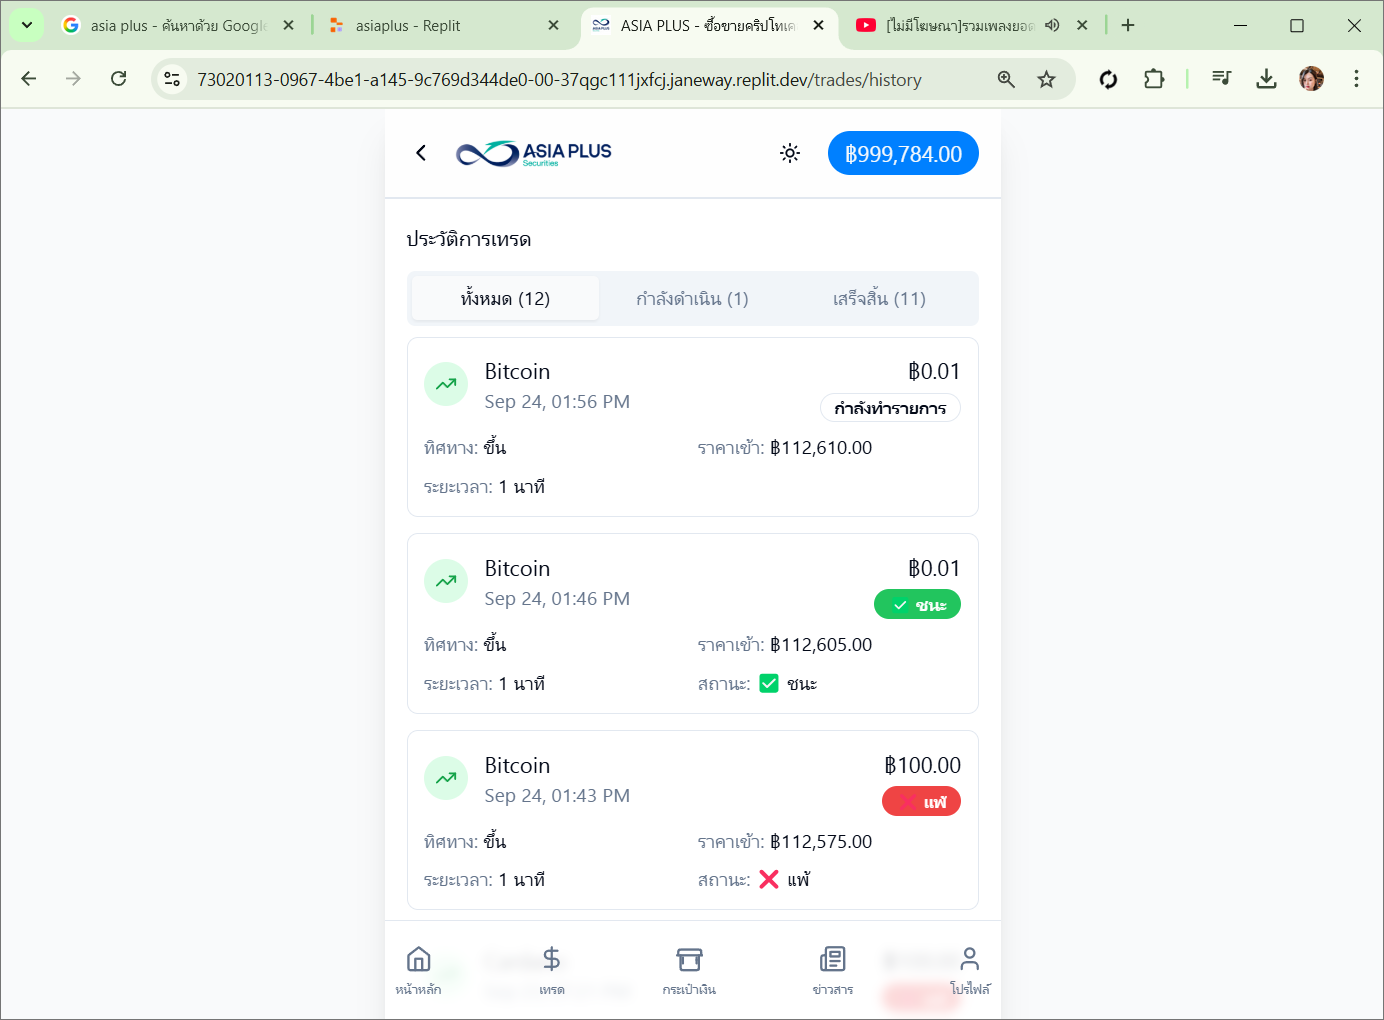 asia plus - ค้นหาด้วย Google
asiaplus - Replit
ASIA PLUS - ซื้อขายคริปโทเค
[ไม่มีโฆษณา]รวมเพลงยอด
73020113-0967-4be1-a145-9c769d344de0-00-37qgc111jxfcj.janeway.replit.dev/trades/history
ASIA PLUS
Securities
฿999,784.00
ประวัติการเทรด
ทั้งหมด (12)
กำลังดำเนิน (1)
เสร็จสิ้น (11)
Bitcoin
฿0.01
Sep 24, 01:56 PM
กำลังทำรายการ
ทิศทาง: ขึ้น
ราคาเข้า: ฿112,610.00
ระยะเวลา: 1 นาที
Bitcoin
฿0.01
Sep 24, 01:46 PM
ชนะ
ทิศทาง: ขึ้น
ราคาเข้า: ฿112,605.00
ระยะเวลา: 1 นาที
สถานะ: ✅ ชนะ
Bitcoin
฿100.00
Sep 24, 01:43 PM
แพ้
ทิศทาง: ขึ้น
ราคาเข้า: ฿112,575.00
ระยะเวลา: 1 นาที
สถานะ: ❌ แพ้
หน้าหลัก
เทรด
กระเป๋าเงิน
ข่าวสาร
โปรไฟล์